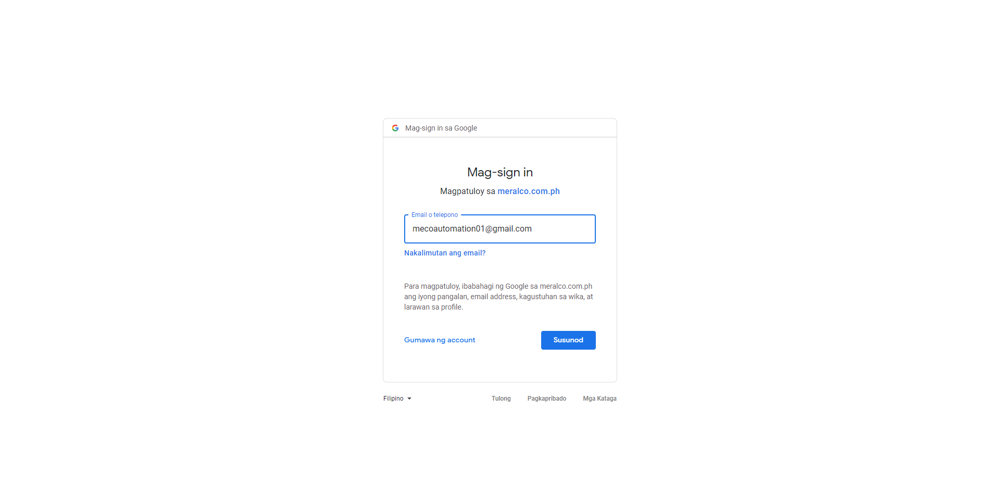 Mag-sign in sa Google
Mag-sign in
Magpatuloy sa meralco.com.ph
Email o telepono
mecoautomation01@gmail.com
Nakalimutan ang email?
Para magpatuloy, ibabahagi ng Google sa meralco.com.ph
ang iyong pangalan, email address, kagustuhan sa wika, at
larawan sa profile.
Gumawa ng account
Susunod
Filipino
Tulong
Pagkapribado
Mga Kataga